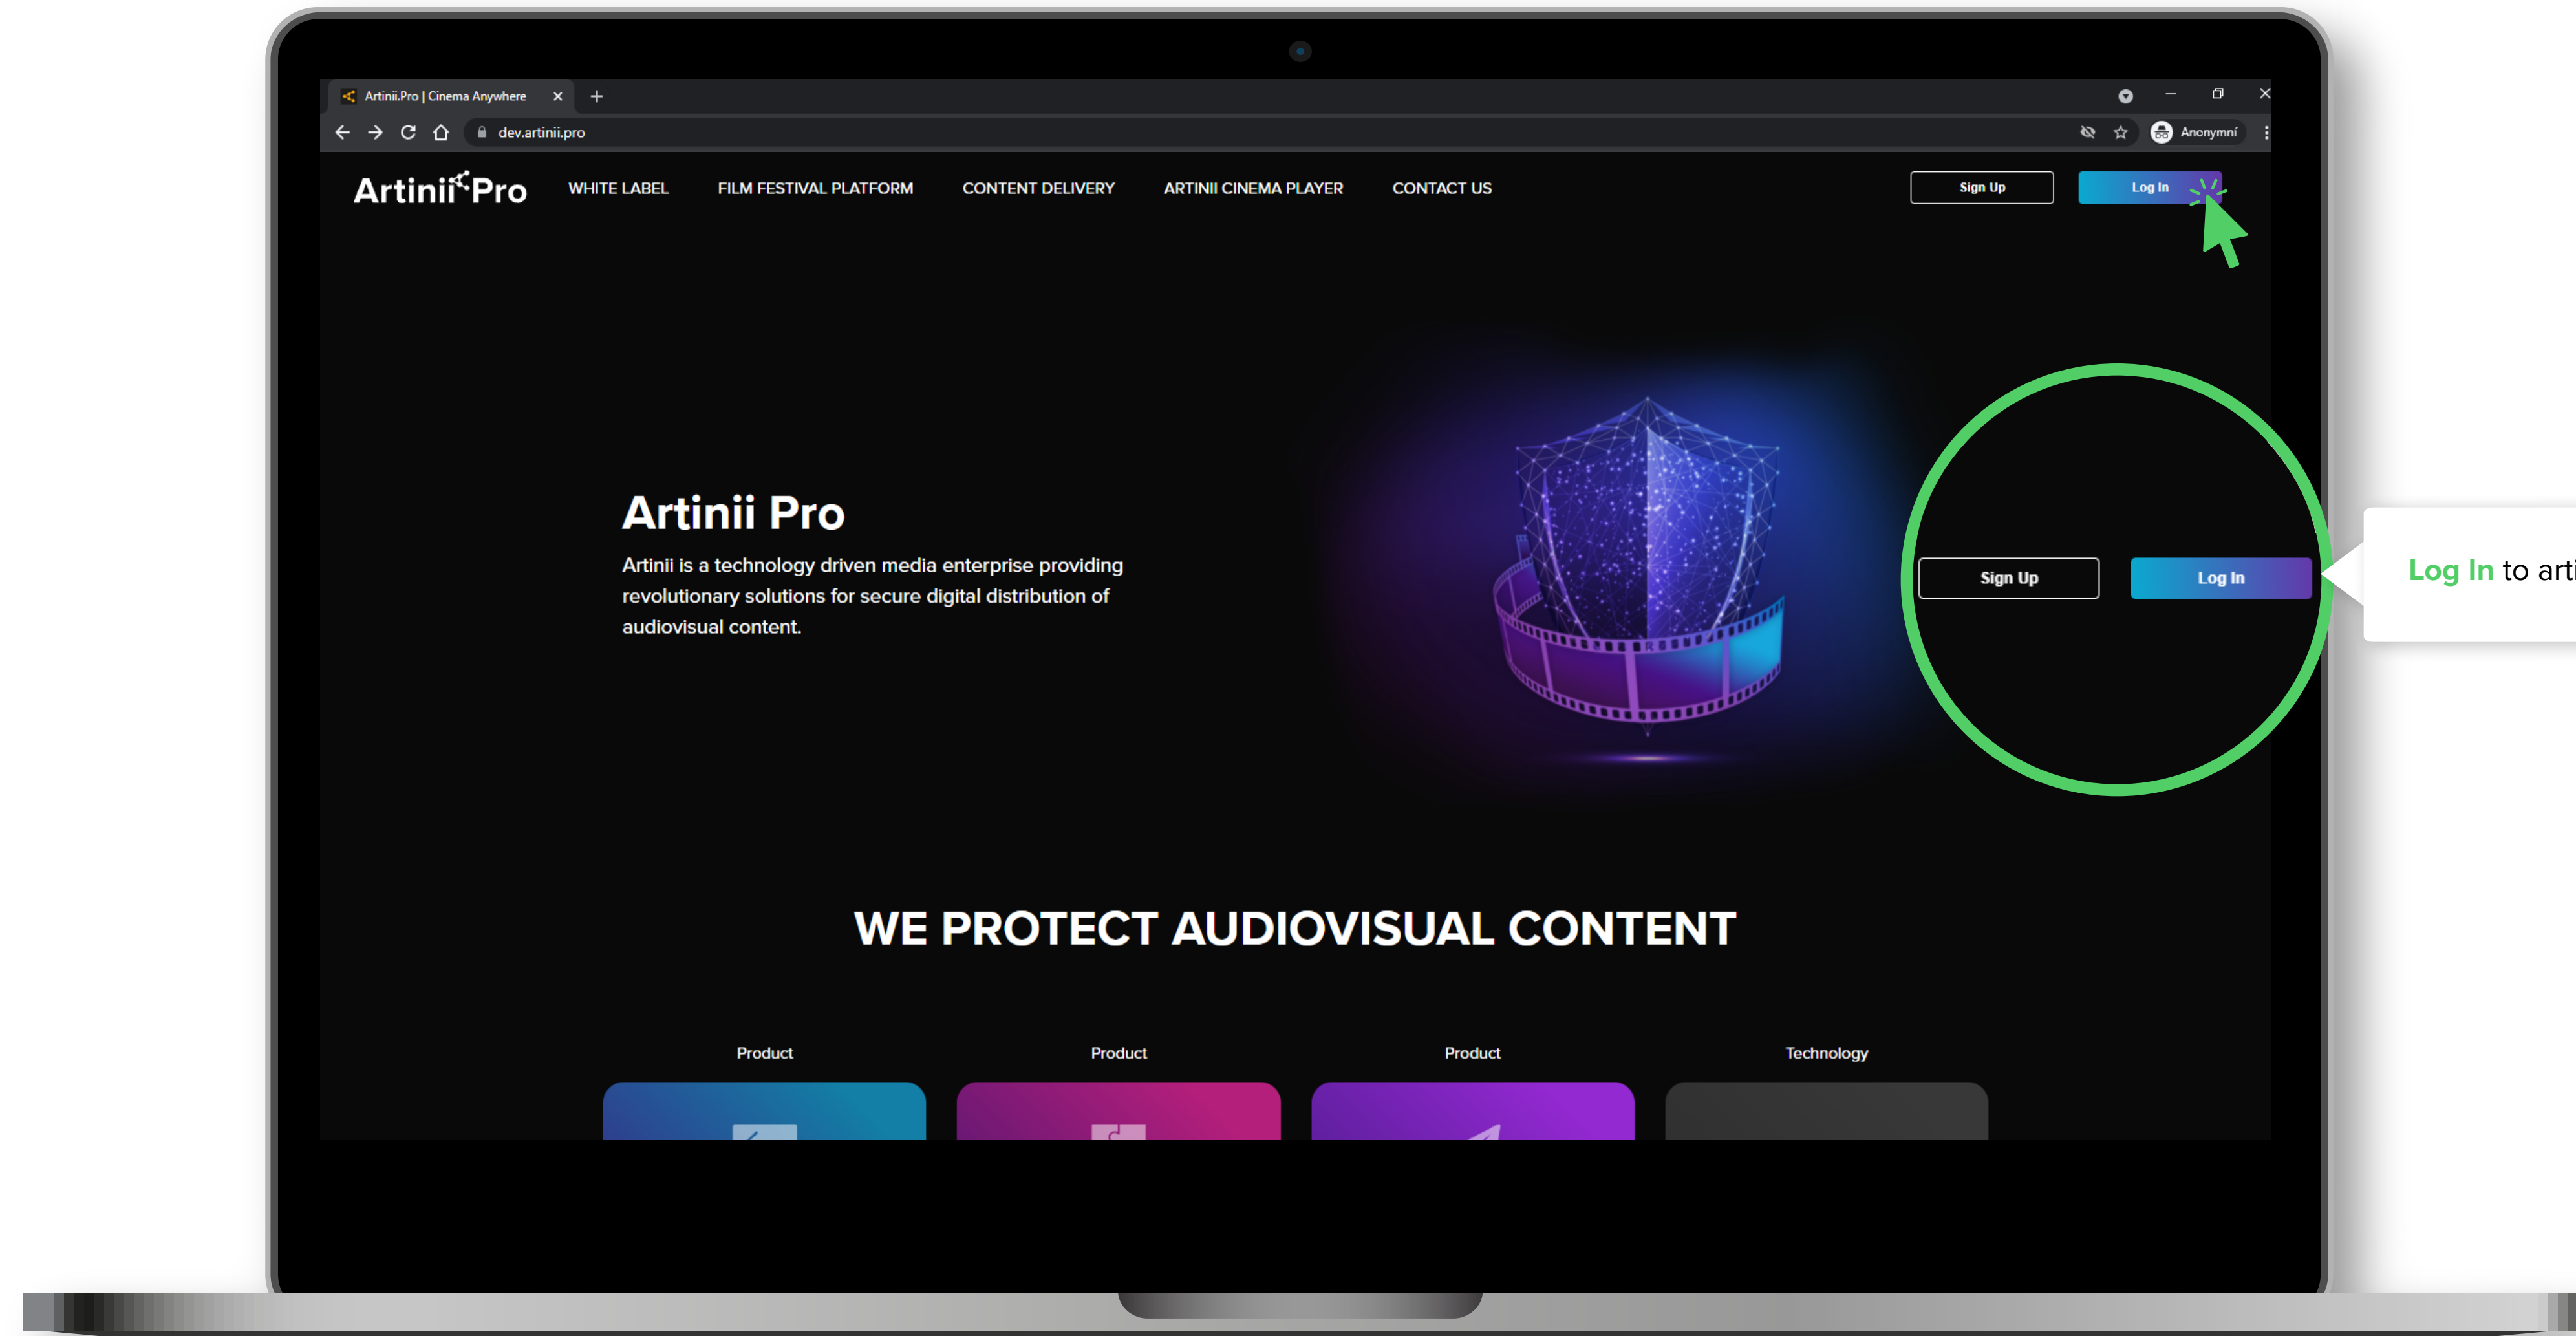 Artinii.Pro | Cinema Anywhere
dev.artinii.pro
Anonymní
Artinii Pro
WHITE LABEL
FILM FESTIVAL PLATFORM
CONTENT DELIVERY
ARTINII CINEMA PLAYER
CONTACT US
Sign Up
Log In
Artinii Pro
Artinii is a technology driven media enterprise providing
revolutionary solutions for secure digital distribution of
audiovisual content.
Sign Up
Log In
Log In to arti
WE PROTECT AUDIOVISUAL CONTENT
Product
Product
Product
Technology